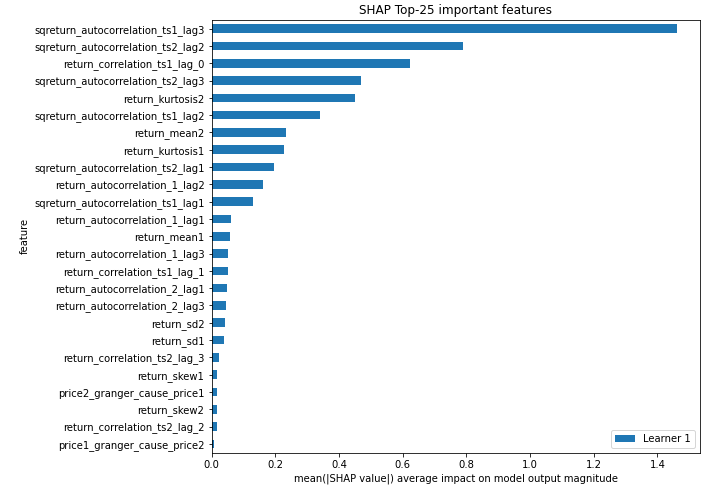 SHAP Top-25 important features
feature
sqreturn_autocorrelation_ts1_lag3
sqreturn_autocorrelation_ts2_lag2
return_correlation_ts1_lag_0
sqreturn_autocorrelation_ts2_lag3
return_kurtosis2
sqreturn_autocorrelation_ts1_lag2
return_mean2
return_kurtosis1
sqreturn_autocorrelation_ts2_lag1
return_autocorrelation_1_lag2
sqreturn_autocorrelation_ts1_lag1
return_autocorrelation_1_lag1
return_mean1
return_autocorrelation_1_lag3
return_correlation_ts1_lag_1
return_autocorrelation_2_lag1
return_autocorrelation_2_lag3
return_sd2
return_sd1
return_correlation_ts2_lag_3
return_skew1
price2_granger_cause_price1
return_skew2
return_correlation_ts2_lag_2
price1_granger_cause_price2
Learner 1
0.0 0.2 0.4 0.6 0.8 1.0 1.2 1.4
mean(|SHAP value|) average impact on model output magnitude